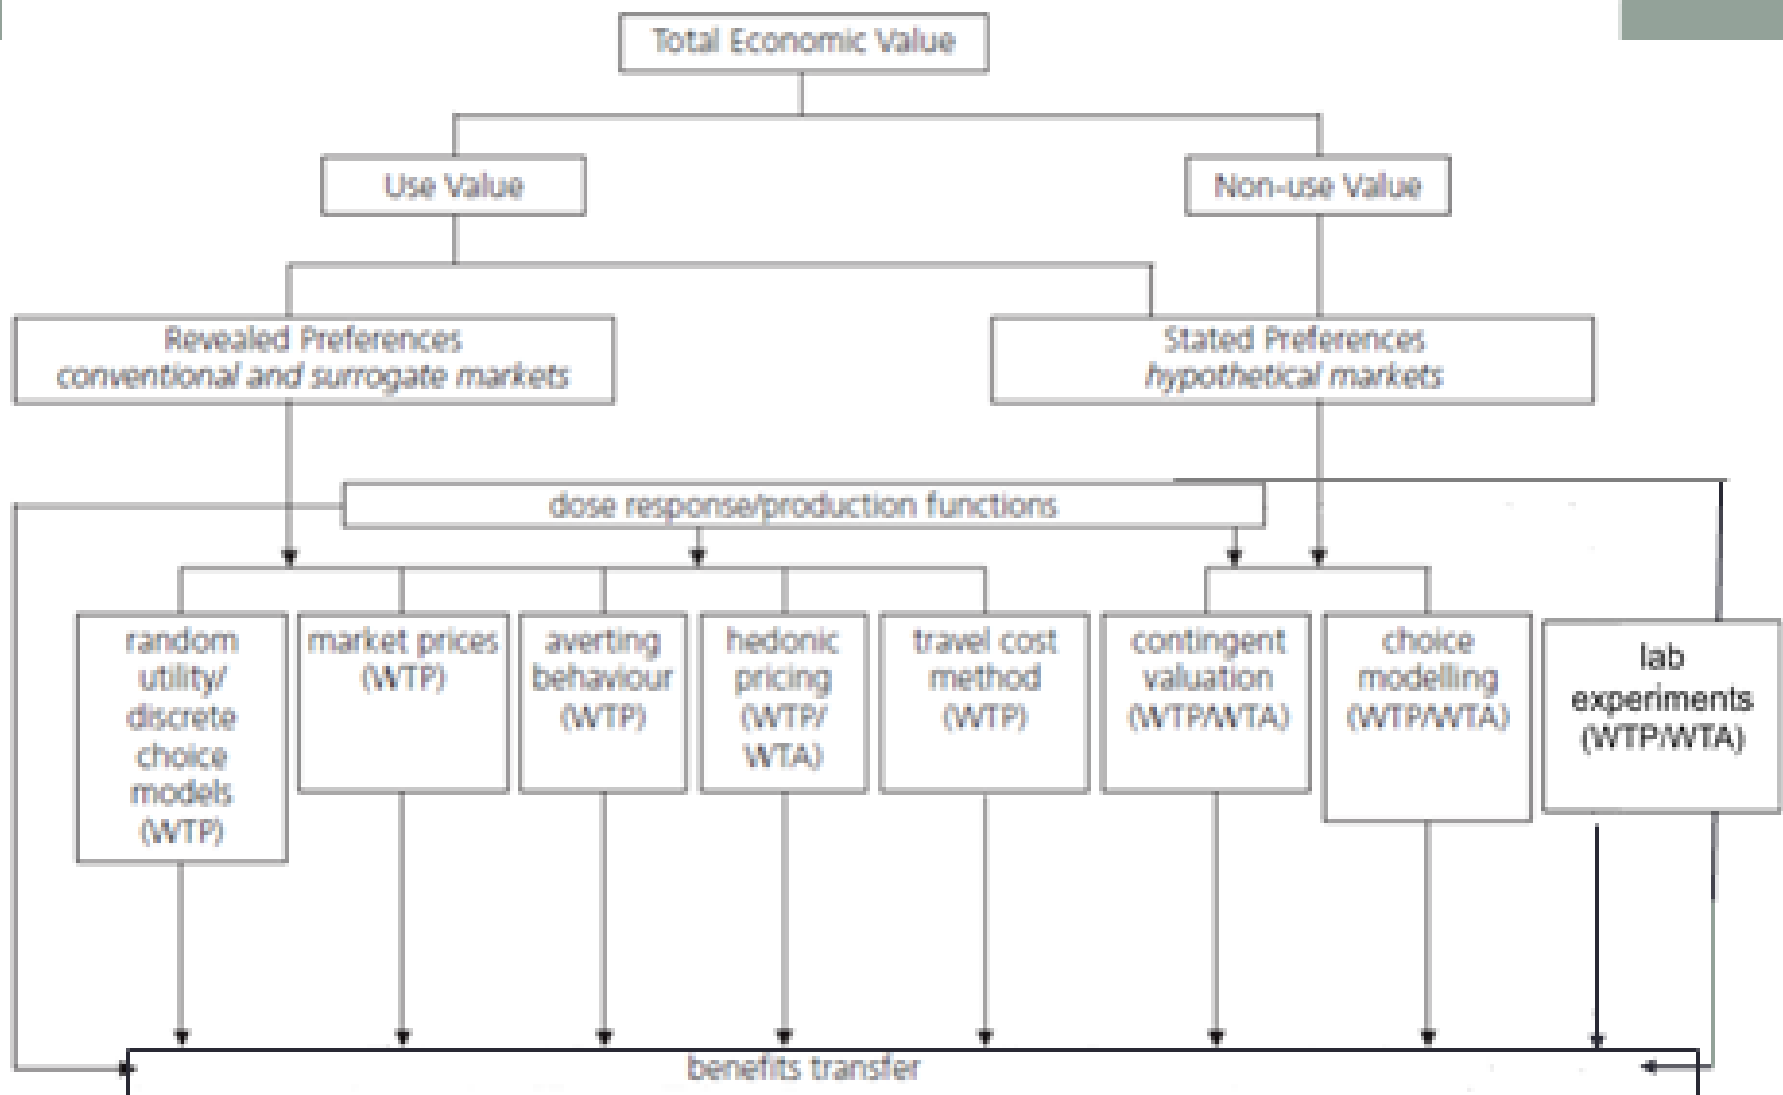 Total Economic Value
Use Value
Non-use Value
Revealed Preferences
conventional and surrogate markets
Stated Preferences
hypothetical markets
dose response/production functions
random
utility/
discrete
choice
models
(WTP)
market prices
(WTP)
averting
behaviour
(WTP)
hedonic
pricing
(WTP/
WTA)
travel cost
method
(WTP)
contingent
valuation
(WTP/WTA)
choice
modelling
(WTP/WTA)
lab
experiments
(WTP/WTA)
benefits transfer